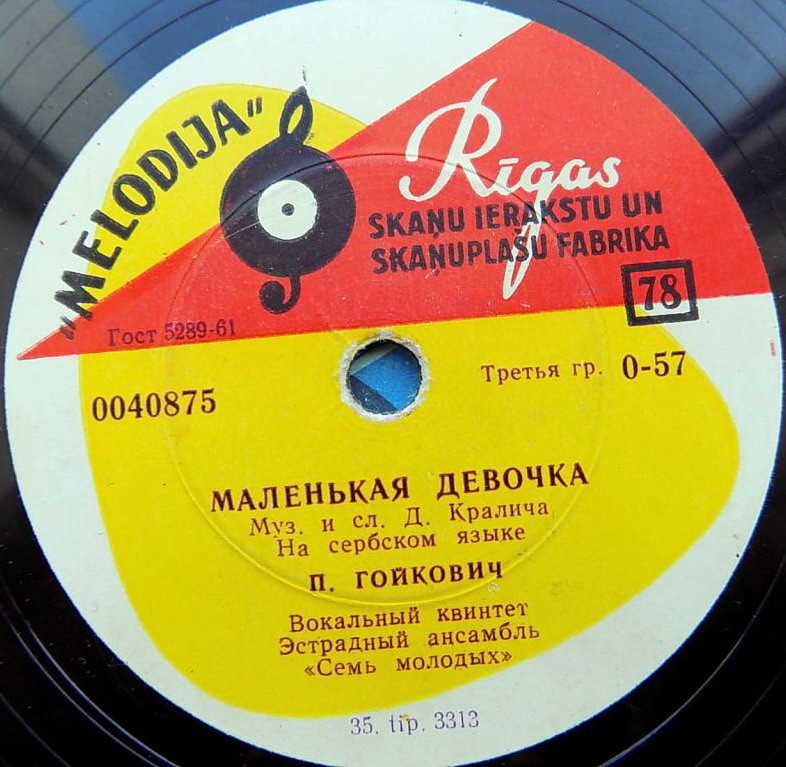 „MELODIJA“
Rīgas
SKAŅU IERAKSTU UN
SKAŅUPLAŠU FABRIKA
78
Гост 5289-61
Третья гр. 0-57
0040875
МАЛЕНЬКАЯ ДЕВОЧКА
Муз. и сл. Д. Кралича
На сербском языке
П. ГОЙКОВИЧ
Вокальный квинтет
Эстрадный ансамбль
«Семь молодых»
35. tip. 3313